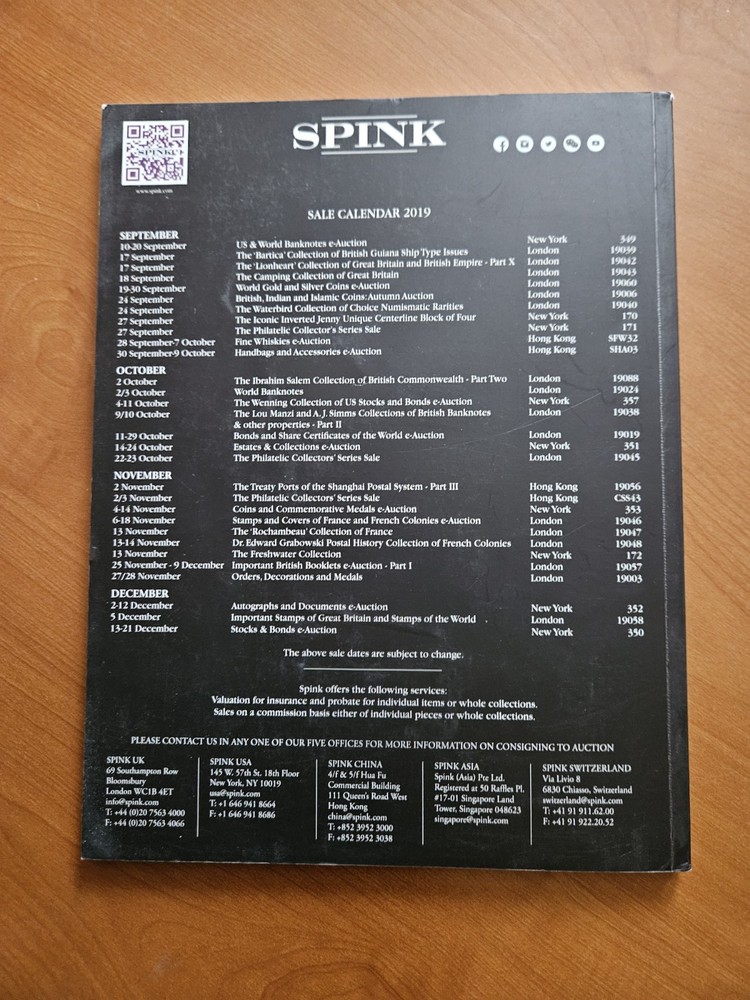 SPINK
SPINK
www.spink.com
SALE CALENDAR 2019
SEPTEMBER
10-20 September US & World Banknotes e-Auction New York 349
17 September The 'Bartica' Collection of British Guiana Ship Type Issues London 19039
17 September The 'Lionheart' Collection of Great Britain and British Empire - Part X London 19042
18 September The Camping Collection of Great Britain London 19043
19-30 September World Gold and Silver Coins e-Auction London 19060
24 September British, Indian and Islamic Coins: Autumn Auction London 19006
24 September The Waterbird Collection of Choice Numismatic Rarities London 19040
27 September The Iconic Inverted Jenny Unique Centerline Block of Four New York 170
27 September The Philatelic Collector's Series Sale New York 171
28 September-7 October Fine Whiskies e-Auction Hong Kong SFW32
30 September-9 October Handbags and Accessories e-Auction Hong Kong SHA03
OCTOBER
2 October The Ibrahim Salem Collection of British Commonwealth - Part Two London 19088
2/3 October World Banknotes London 19024
4-11 October The Wenning Collection of US Stocks and Bonds e-Auction New York 357
9/10 October The Lou Manzi and A.J. Simms Collections of British Banknotes London 19038
& other properties - Part II
11-29 October Bonds and Share Certificates of the World e-Auction London 19019
14-24 October Estates & Collections e-Auction New York 351
22-23 October The Philatelic Collectors' Series Sale London 19045
NOVEMBER
2 November The Treaty Ports of the Shanghai Postal System - Part III Hong Kong 19056
2/3 November The Philatelic Collectors' Series Sale Hong Kong CSS43
4-14 November Coins and Commemorative Medals e-Auction New York 353
6-18 November Stamps and Covers of France and French Colonies e-Auction London 19046
13 November The 'Rochambeau' Collection of France London 19047
13-14 November Dr. Edward Grabowski Postal History Collection of French Colonies London 19048
13 November The Freshwater Collection New York 172
25 November - 9 December Important British Booklets e-Auction - Part I London 19057
27/28 November Orders, Decorations and Medals London 19003
DECEMBER
2-12 December Autographs and Documents e-Auction New York 352
5 December Important Stamps of Great Britain and Stamps of the World London 19058
13-21 December Stocks & Bonds e-Auction New York 350
The above sale dates are subject to change.
Spink offers the following services:
Valuation for insurance and probate for individual items or whole collections.
Sales on a commission basis either of individual pieces or whole collections.
PLEASE CONTACT US IN ANY ONE OF OUR FIVE OFFICES FOR MORE INFORMATION ON CONSIGNING TO AUCTION
SPINK UK
69 Southampton Row
Bloomsbury
London WC1B 4ET
info@spink.com
T: +44 (0)20 7563 4000
F: +44 (0)20 7563 4066
SPINK USA
145 W. 57th St. 18th Floor
New York, NY 10019
usa@spink.com
T: +1 646 941 8664
F: +1 646 941 8686
SPINK CHINA
4/f & 5/f Hua Fu
Commercial Building
111 Queen's Road West
Hong Kong
china@spink.com
T: +852 3952 3000
F: +852 3952 3038
SPINK ASIA
Spink (Asia) Pte Ltd.
Registered at 50 Raffles Pl.
#17-01 Singapore Land
Tower, Singapore 048623
singapore@spink.com
SPINK SWITZERLAND
Via Livio 8
6830 Chiasso, Switzerland
switzerland@spink.com
T: +41 91 911.62.00
F: +41 91 922.52.20